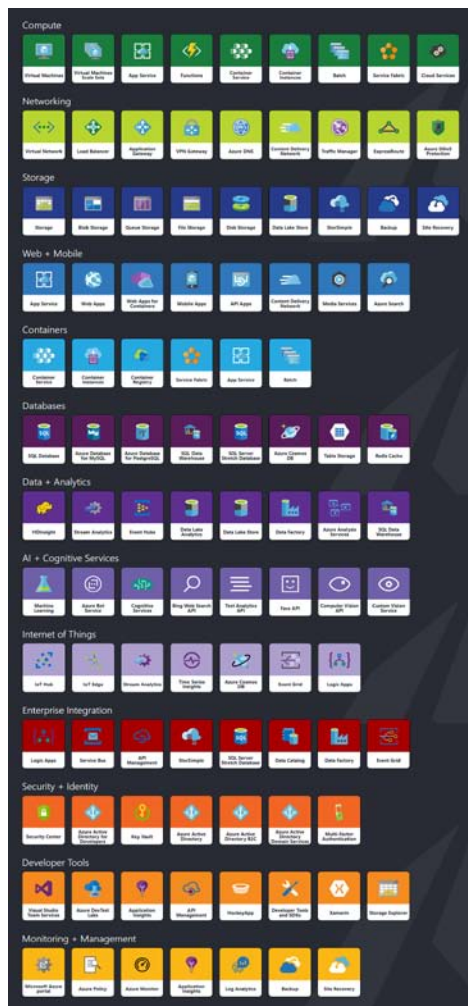 Compute
Virtual Machines
Virtual Machines
Scale Sets
App Service
Functions
Container
Service
Container
Instances
Batch
Service Fabric
Cloud Services
Networking
Virtual Network
Load Balancer
Application
Gateway
VPN Gateway
Azure DNS
Content Delivery
Network
Traffic Manager
ExpressRoute
Azure DDoS
Protection
Storage
Storage
Blob Storage
Queue Storage
File Storage
Disk Storage
Data Lake Store
StorSimple
Backup
Site Recovery
Web + Mobile
App Service
Web Apps
Web Apps for
Containers
Mobile Apps
API Apps
Content Delivery
Network
Media Services
Azure Search
Containers
Container
Service
Container
Instances
Container
Registry
Service Fabric
App Service
Batch
Databases
SQL Database
Azure Database
for MySQL
Azure Database
for PostgreSQL
SQL Data
Warehouse
SQL Server
Stretch Database
Azure Cosmos
DB
Table Storage
Redis Cache
Data + Analytics
HDInsight
Stream Analytics
Event Hubs
Data Lake
Analytics
Data Lake Store
Data Factory
Azure Analysis
Services
SQL Data
Warehouse
AI + Cognitive Services
Machine
Learning
Azure Bot
Service
Cognitive
Services
Bing Web Search
API
Text Analytics
API
Face API
Computer Vision
API
Custom Vision
Service
Internet of Things
IoT Hub
IoT Edge
Stream Analytics
Time Series
Insights
Azure Cosmos
DB
Event Grid
Logic Apps
Enterprise Integration
Logic Apps
Service Bus
API
Management
StorSimple
SQL Server
Stretch Database
Data Catalog
Data Factory
Event Grid
Security + Identity
Security Center
Azure Active
Directory for
Developers
Key Vault
Azure Active
Directory
Azure Active
Directory B2C
Azure Active
Directory
Domain Services
Multi-Factor
Authentication
Developer Tools
Visual Studio
Team Services
Azure DevTest
Labs
Application
Insights
API
Management
HockeyApp
Developer Tools
and SDKs
Xamarin
Storage Explorer
Monitoring + Management
Microsoft Azure
portal
Azure Policy
Azure Monitor
Application
Insights
Log Analytics
Backup
Site Recovery